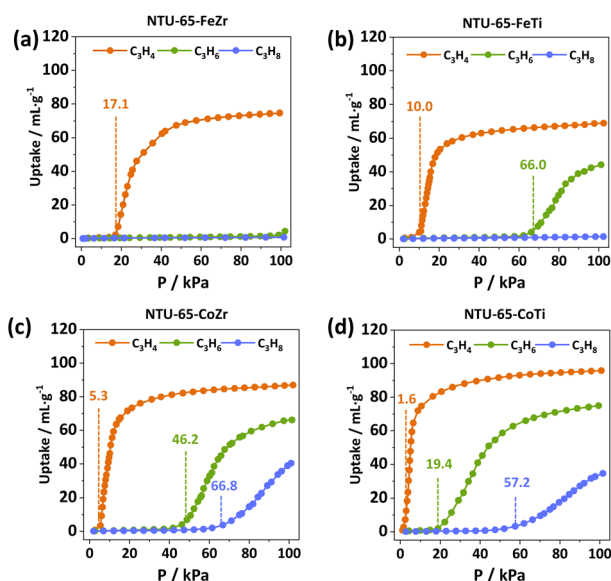 NTU-65-FeZr
(a)
C₃H₄ C₃H₆ C₃H₈
17.1
Uptake / mL·g⁻¹
120
100
80
60
40
20
0
0 20 40 60 80 100
P / kPa
NTU-65-FeTi
(b)
C₃H₄ C₃H₆ C₃H₈
10.0
66.0
Uptake / mL·g⁻¹
120
100
80
60
40
20
0
0 20 40 60 80 100
P / kPa
NTU-65-CoZr
(c)
C₃H₄ C₃H₆ C₃H₈
5.3
46.2
66.8
Uptake / mL·g⁻¹
120
100
80
60
40
20
0
0 20 40 60 80 100
P / kPa
NTU-65-CoTi
(d)
C₃H₄ C₃H₆ C₃H₈
1.6
19.4
57.2
Uptake / mL·g⁻¹
120
100
80
60
40
20
0
0 20 40 60 80 100
P / kPa